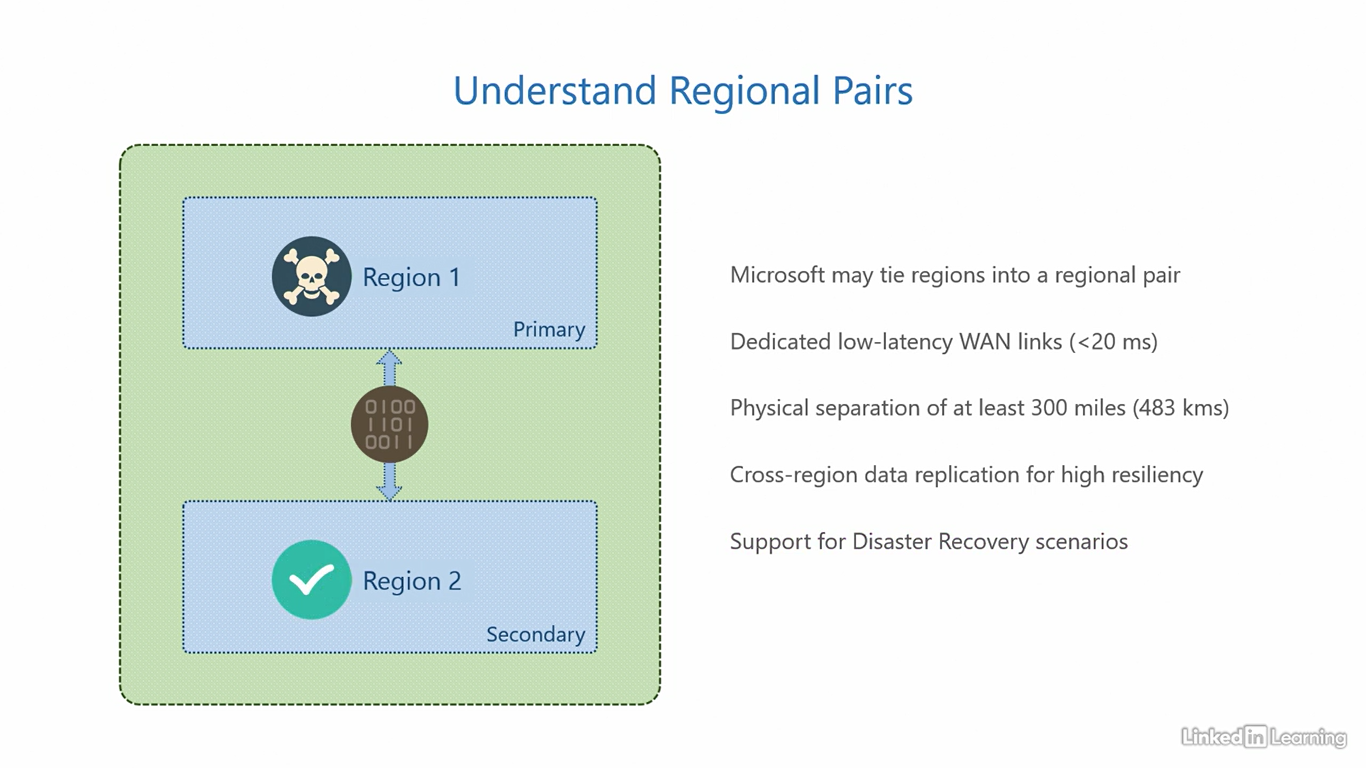 Understand Regional Pairs
Region 1
Primary
0100
1101
0011
Region 2
Secondary
Microsoft may tie regions into a regional pair
Dedicated low-latency WAN links (<20 ms)
Physical separation of at least 300 miles (483 kms)
Cross-region data replication for high resiliency
Support for Disaster Recovery scenarios
Linked in Learning